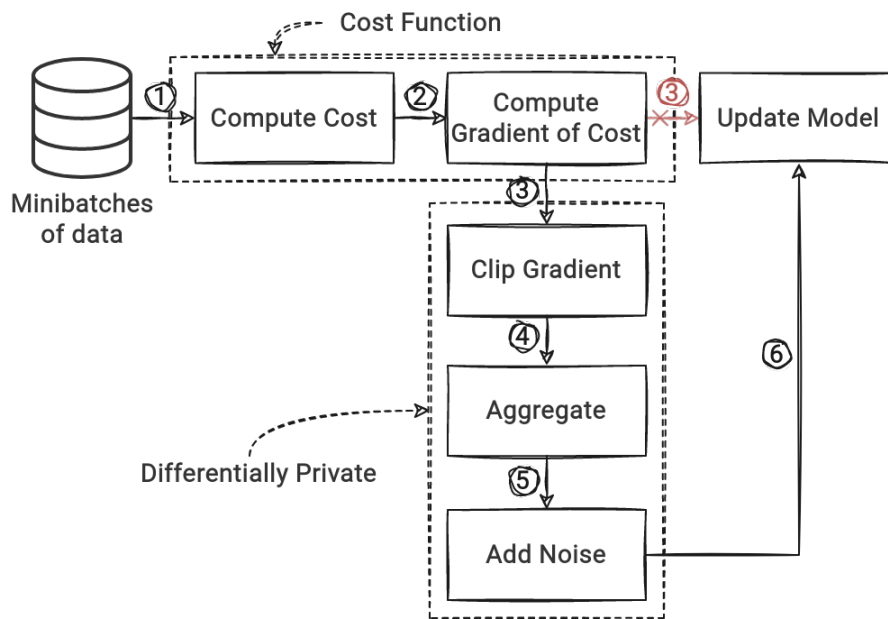 Cost Function
1
Compute Cost
2
Compute
Gradient of Cost
3
Update Model
Minibatches
of data
3
Clip Gradient
4
6
Aggregate
Differentially Private
5
Add Noise